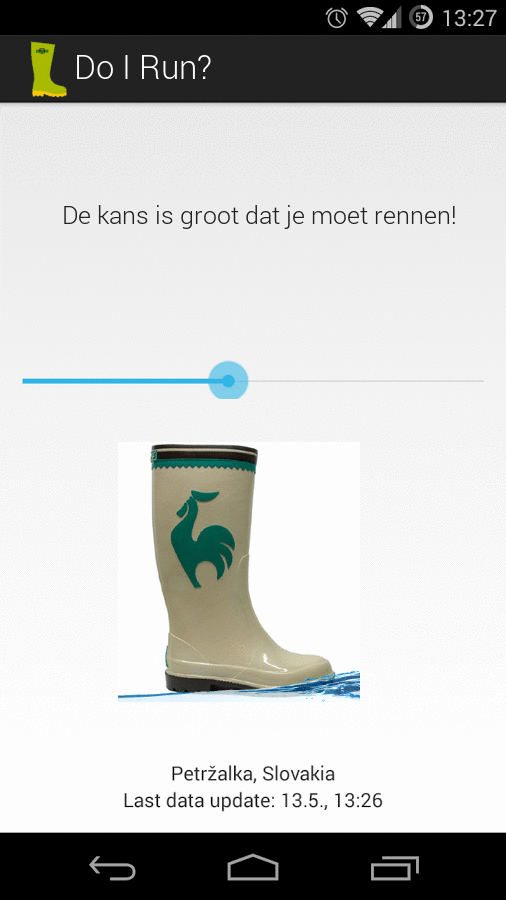 57 13:27
Do I Run?
De kans is groot dat je moet rennen!
Petržalka, Slovakia
Last data update: 13.5., 13:26